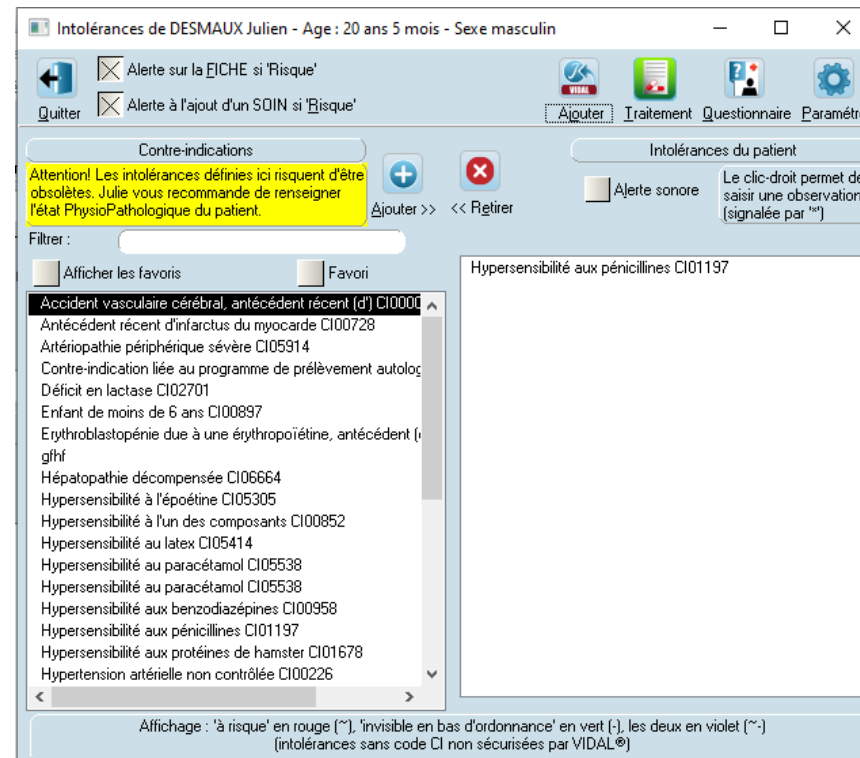 Intolérances de DESMAUX Julien - Age : 20 ans 5 mois - Sexe masculin
Quitter
Alerte sur la FICHE si 'Risque'
Alerte à l'ajout d'un SOIN si 'Risque'
VIDAL
Ajouter Traitement Questionnaire Paramétr
Contre-indications
Attention! Les intolérances définies ici risquent d'être
obsolètes. Julie vous recommande de renseigner
l'état PhysioPathologique du patient.
Ajouter >>
<< Retirer
Intolérances du patient
Alerte sonore
Le clic-droit permet de
saisir une observation
(signalée par '*')
Filtrer :
Afficher les favoris
Favori
Accident vasculaire cérébral, antécédent récent (d') CI0000
Antécédent récent d'infarctus du myocarde CI00728
Artériopathie périphérique sévère CI05914
Contre-indication liée au programme de prélèvement autolog
Déficit en lactase CI02701
Enfant de moins de 6 ans CI00897
Erythroblastopénie due à une érythropoïétine, antécédent (
gfhf
Hépatopathie décompensée CI06664
Hypersensibilité à l'époétine CI05305
Hypersensibilité à l'un des composants CI00852
Hypersensibilité au latex CI05414
Hypersensibilité au paracétamol CI05538
Hypersensibilité au paracétamol CI05538
Hypersensibilité aux benzodiazépines CI00958
Hypersensibilité aux pénicillines CI01197
Hypersensibilité aux protéines de hamster CI01678
Hypertension artérielle non contrôlée CI00226
Hypersensibilité aux pénicillines CI01197
Affichage : 'à risque' en rouge (~), 'invisible en bas d'ordonnance' en vert (-), les deux en violet (~-)
(intolérances sans code CI non sécurisées par VIDAL®)